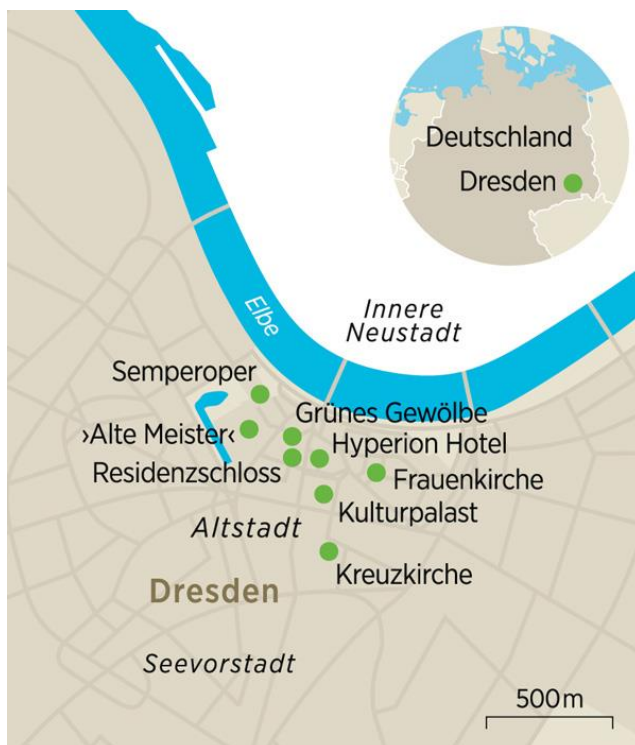 Deutschland
Dresden
Elbe
Innere
Neustadt
Semperoper
Grünes Gewölbe
›Alte Meister‹
Hyperion Hotel
Residenzschloss
Frauenkirche
Kulturpalast
Altstadt
Kreuzkirche
Dresden
Seevorstadt
500m